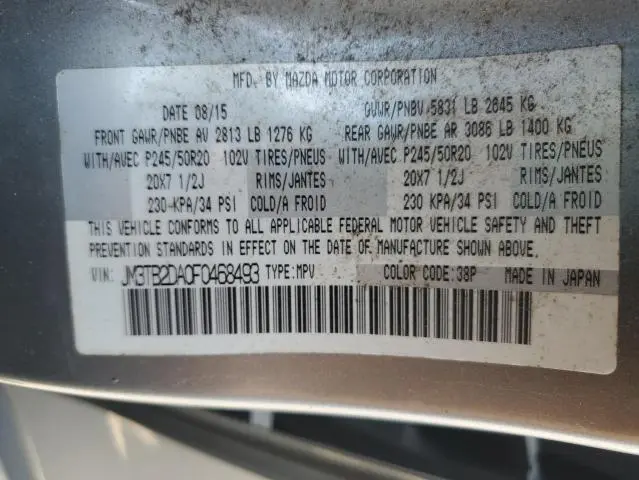 MFD. BY MAZDA MOTOR CORPORATION
DATE 08/15 GVWR/PNBV 5831 LB 2645 KG
FRONT GAWR/PNBE AV 2813 LB 1276 KG REAR GAWR/PNBE AR 3086 LB 1400 KG
WITH/AVEC P245/50R20 102V TIRES/PNEUS WITH/AVEC P245/50R20 102V TIRES/PNEUS
20X7 1/2J RIMS/JANTES 20X7 1/2J RIMS/JANTES
230 KPA/34 PSI COLD/A FROID 230 KPA/34 PSI COLD/A FROID
THIS VEHICLE CONFORMS TO ALL APPLICABLE FEDERAL MOTOR VEHICLE SAFETY AND THEFT
PREVENTION STANDARDS IN EFFECT ON THE DATE OF MANUFACTURE SHOWN ABOVE.
VIN: JM3TB2DA0F0468493 TYPE:MPV COLOR CODE:38P MADE IN JAPAN